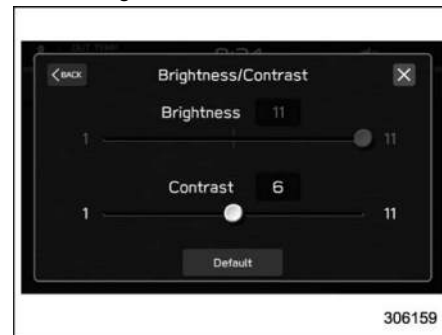 OUT TEMP
BACK
Brightness/Contrast
Brightness 11
1 11
Contrast 6
1 11
Default
306159